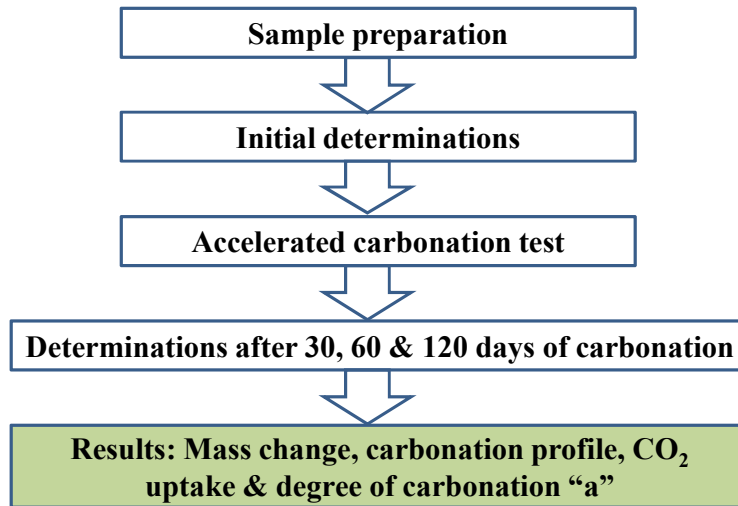 Sample preparation
Initial determinations
Accelerated carbonation test
Determinations after 30, 60 & 120 days of carbonation
Results: Mass change, carbonation profile, CO₂
uptake & degree of carbonation “a”